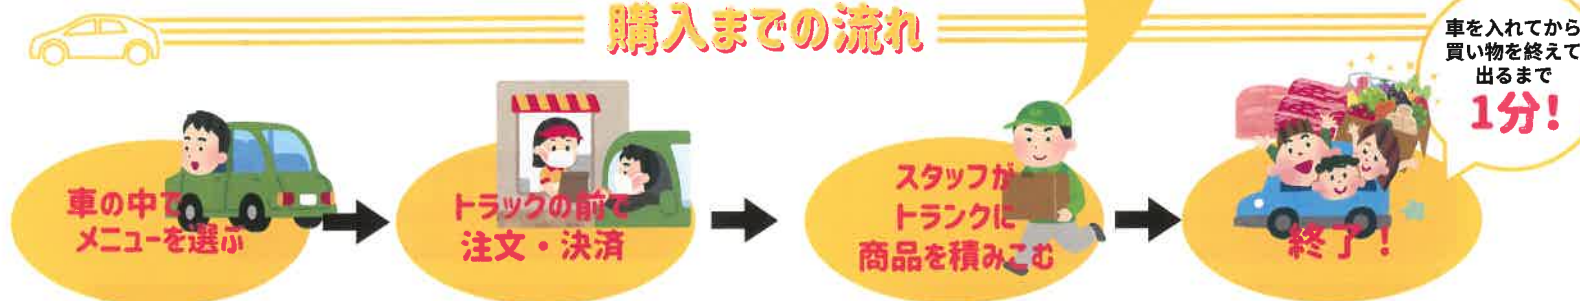 購入までの流れ
車の中で
メニューを選ぶ
トラックの前で
注文・決済
スタッフが
トランクに
商品を積みこむ
終了！
車を入れてから
買い物を終えて
出るまで
1分！